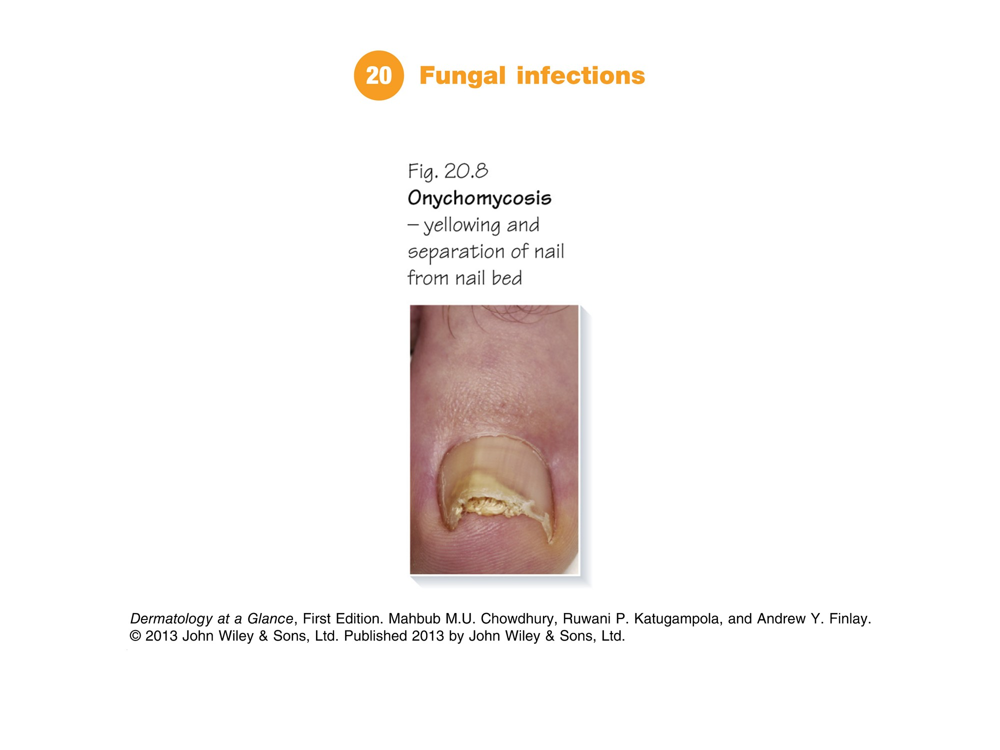 20 Fungal infections
Fig. 20.8
Onychomycosis
– yellowing and
separation of nail
from nail bed
Dermatology at a Glance, First Edition. Mahbub M.U. Chowdhury, Ruwani P. Katugampola, and Andrew Y. Finlay.
© 2013 John Wiley & Sons, Ltd. Published 2013 by John Wiley & Sons, Ltd.